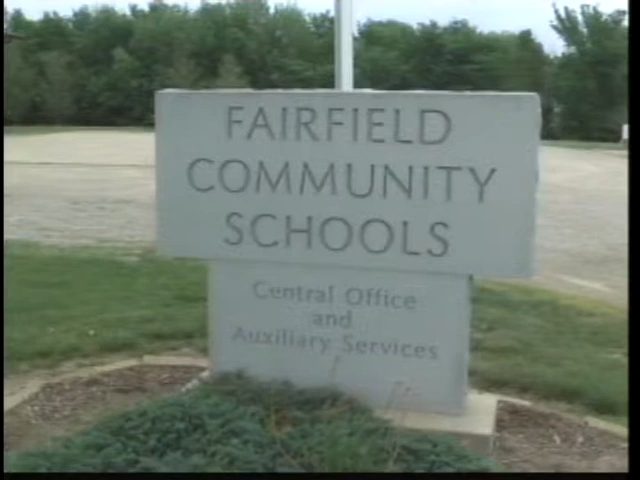 FAIRFIELD
COMMUNITY
SCHOOLS
Central Office
and
Auxiliary Services